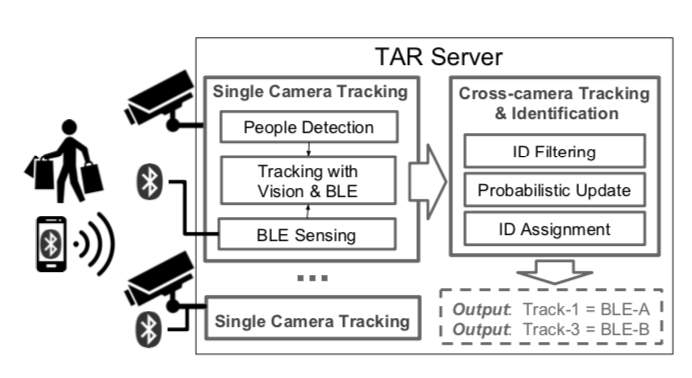 TAR Server
Single Camera Tracking
People Detection
Tracking with
Vision & BLE
BLE Sensing
...
Single Camera Tracking
Cross-camera Tracking
& Identification
ID Filtering
Probabilistic Update
ID Assignment
Output: Track-1 = BLE-A
Output: Track-3 = BLE-B